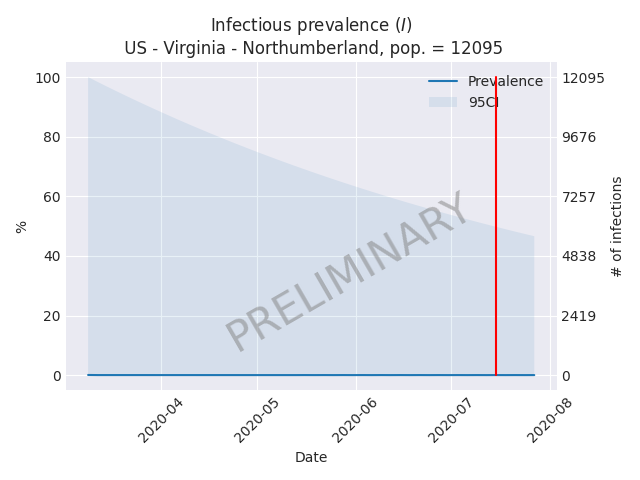 Infectious prevalence (I)
US - Virginia - Northumberland, pop. = 12095
100
80
60
40
20
0
%
12095
9676
7257
4838
2419
0
# of infections
Prevalence
95CI
PRELIMINARY
2020-04
2020-05
2020-06
2020-07
2020-08
Date